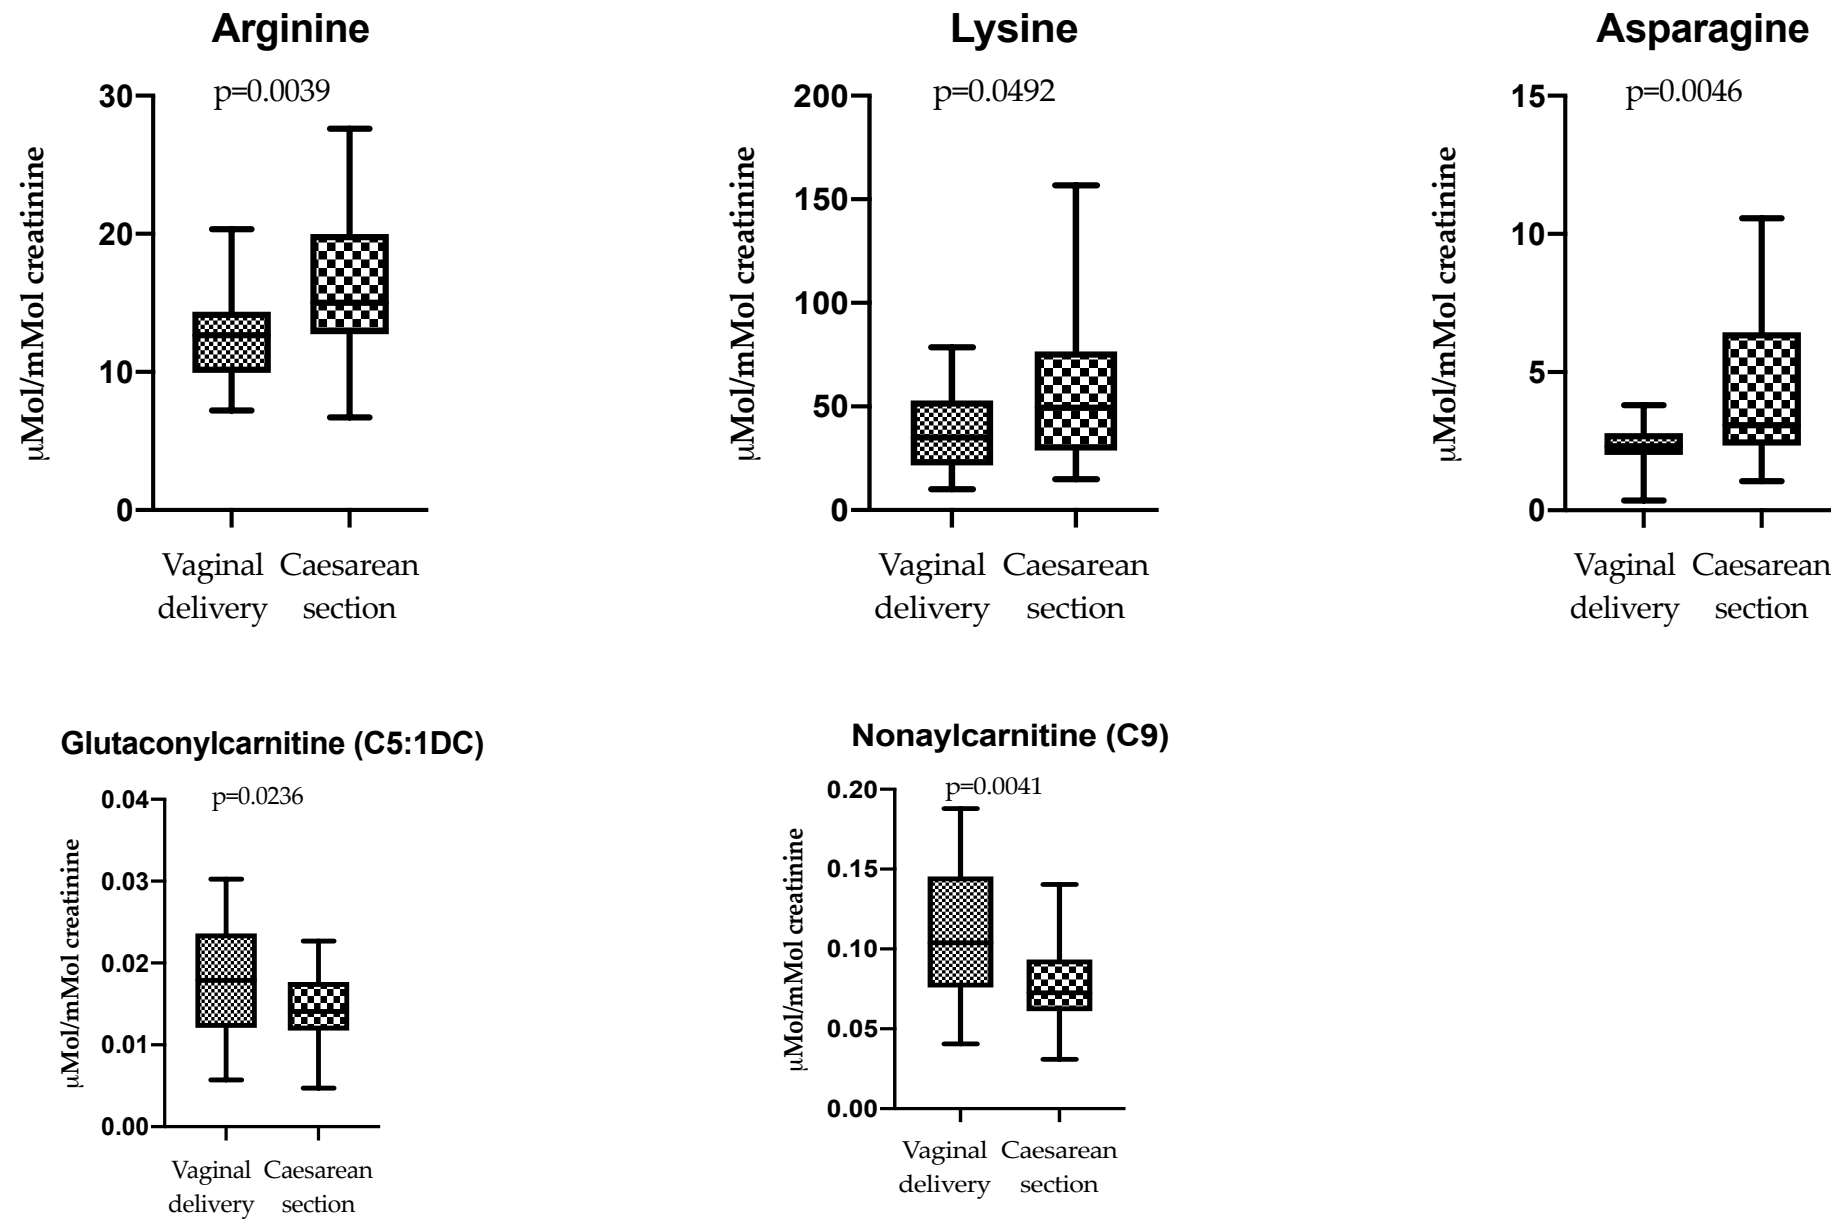 Arginine
p=0.0039
μMol/mMol creatinine
30
20
10
0
Vaginal Caesarean
delivery section
Lysine
p=0.0492
μMol/mMol creatinine
200
150
100
50
0
Vaginal Caesarean
delivery section
Asparagine
p=0.0046
μMol/mMol creatinine
15
10
5
0
Vaginal Caesarean
delivery section
Glutaconylcarnitine (C5:1DC)
p=0.0236
μMol/mMol creatinine
0.04
0.03
0.02
0.01
0.00
Vaginal Caesarean
delivery section
Nonaylcarnitine (C9)
p=0.0041
μMol/mMol creatinine
0.20
0.15
0.10
0.05
0.00
Vaginal Caesarean
delivery section